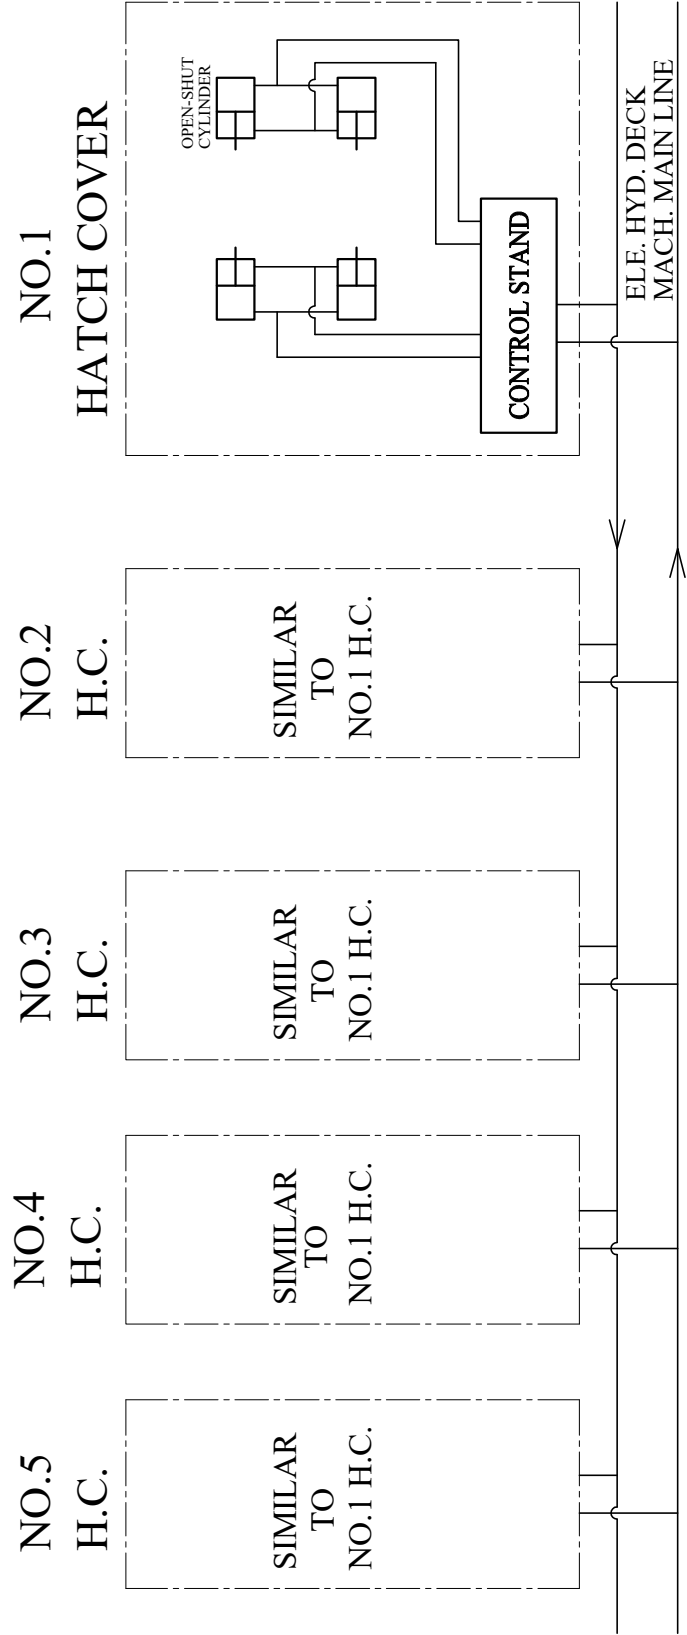 NO.5
H.C.
SIMILAR
TO
NO.1 H.C.
NO.4
H.C.
SIMILAR
TO
NO.1 H.C.
NO.3
H.C.
SIMILAR
TO
NO.1 H.C.
NO.2
H.C.
SIMILAR
TO
NO.1 H.C.
NO.1
HATCH COVER
OPEN-SHUT
CYLINDER
CONTROL STAND
ELE. HYD. DECK
MACH. MAIN LINE